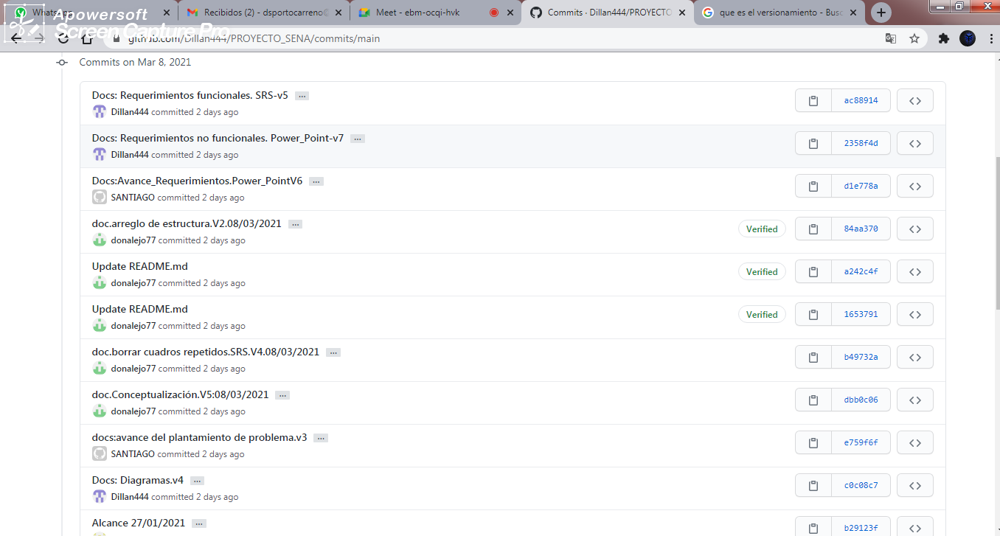 WhatsApp
Recibidos (2) - dsportocarreno@
Meet - ebm-ocqi-hvk
Commits · Dillan444/PROYECTO
que es el versionamiento - Busc
Apowersoft
Screen Capture Pro
github.com/Dillan444/PROYECTO_SENA/commits/main
Commits on Mar 8, 2021
Docs: Requerimientos funcionales. SRS-v5 ...
ac88914
Dillan444 committed 2 days ago
Docs: Requerimientos no funcionales. Power_Point-v7 ...
2358f4d
Dillan444 committed 2 days ago
Docs:Avance_Requerimientos.Power_PointV6 ...
d1e778a
SANTIAGO committed 2 days ago
doc.arreglo de estructura.V2.08/03/2021 ...
Verified 84aa370
donalejo77 committed 2 days ago
Update README.md
Verified a242c4f
donalejo77 committed 2 days ago
Update README.md
Verified 1653791
donalejo77 committed 2 days ago
doc.borrar cuadros repetidos.SRS.V4.08/03/2021 ...
b49732a
donalejo77 committed 2 days ago
doc.Conceptualización.V5:08/03/2021 ...
dbb0c06
donalejo77 committed 2 days ago
docs:avance del plantamiento de problema.v3 ...
e759f6f
SANTIAGO committed 2 days ago
Docs: Diagramas.v4 ...
c0c08c7
Dillan444 committed 2 days ago
Alcance 27/01/2021 ...
b29123f